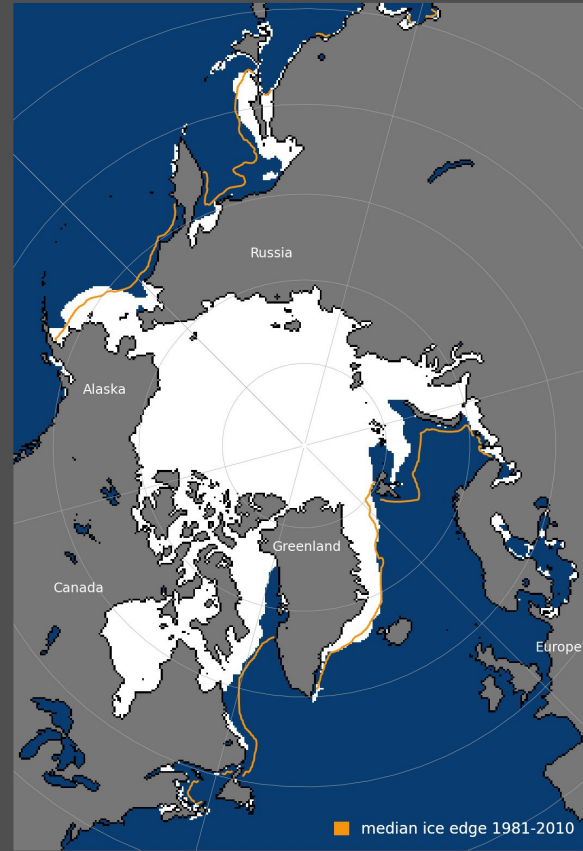 Russia
Alaska
Greenland
Canada
Europe
median ice edge 1981-2010